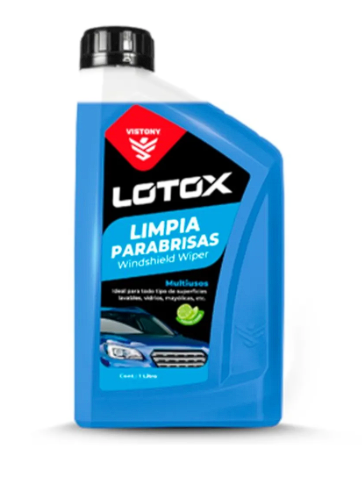 VISTONY
LOTOX
LIMPIA
PARABRISAS
Windshield Wiper
Multiusos
Ideal para todo tipo de superficies
lavables, vidrios, mayólicas, etc.
Cont.: 1 Litro